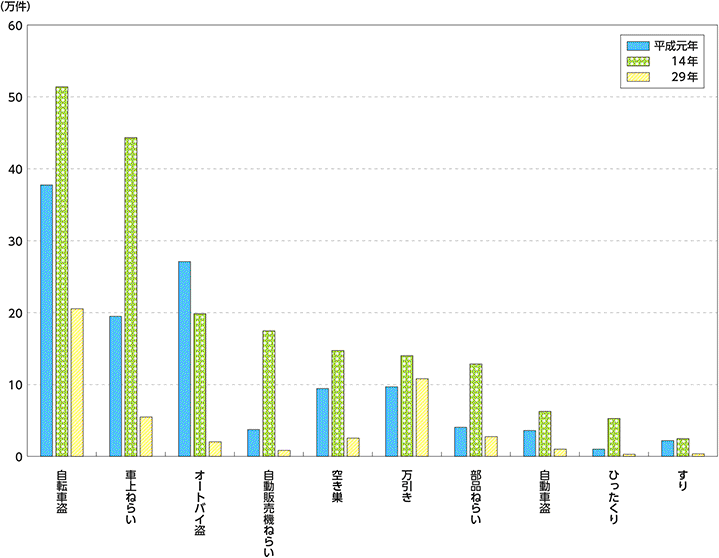 (万件)
60
50
40
30
20
10
0
平成元年
14年
29年
自転車盗
車上ねらい
オートバイ盗
自動販売機ねらい
空き巣
万引き
部品ねらい
自動車盗
ひったくり
すり